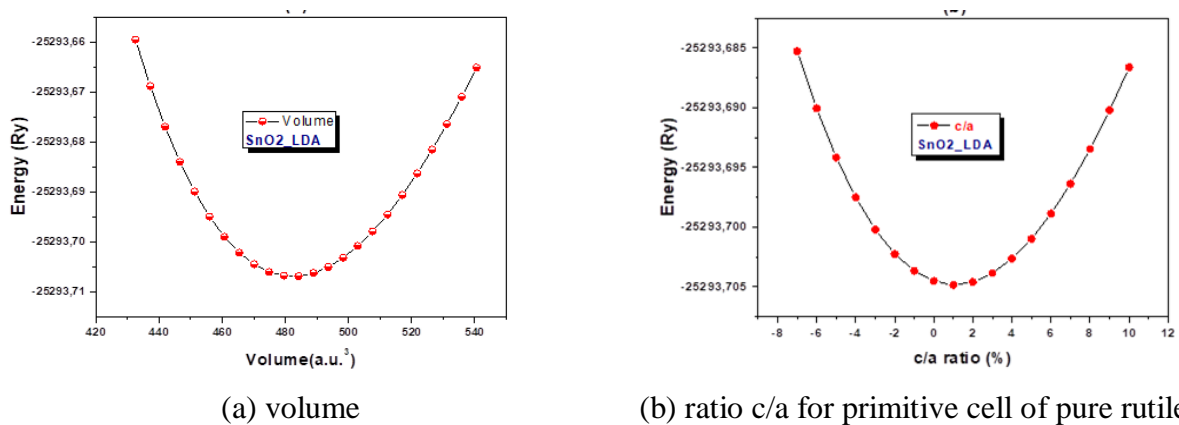 -25293,66
-25293,67
-25293,68
-25293,69
-25293,70
-25293,71
Energy (Ry)
Volume
SnO2_LDA
420 440 460 480 500 520 540
Volume(a.u.³)
(a) volume
-25293,685
-25293,690
-25293,695
-25293,700
-25293,705
Energy (Ry)
c/a
SnO2_LDA
-8 -6 -4 -2 0 2 4 6 8 10 12
c/a ratio (%)
(b) ratio c/a for primitive cell of pure rutile